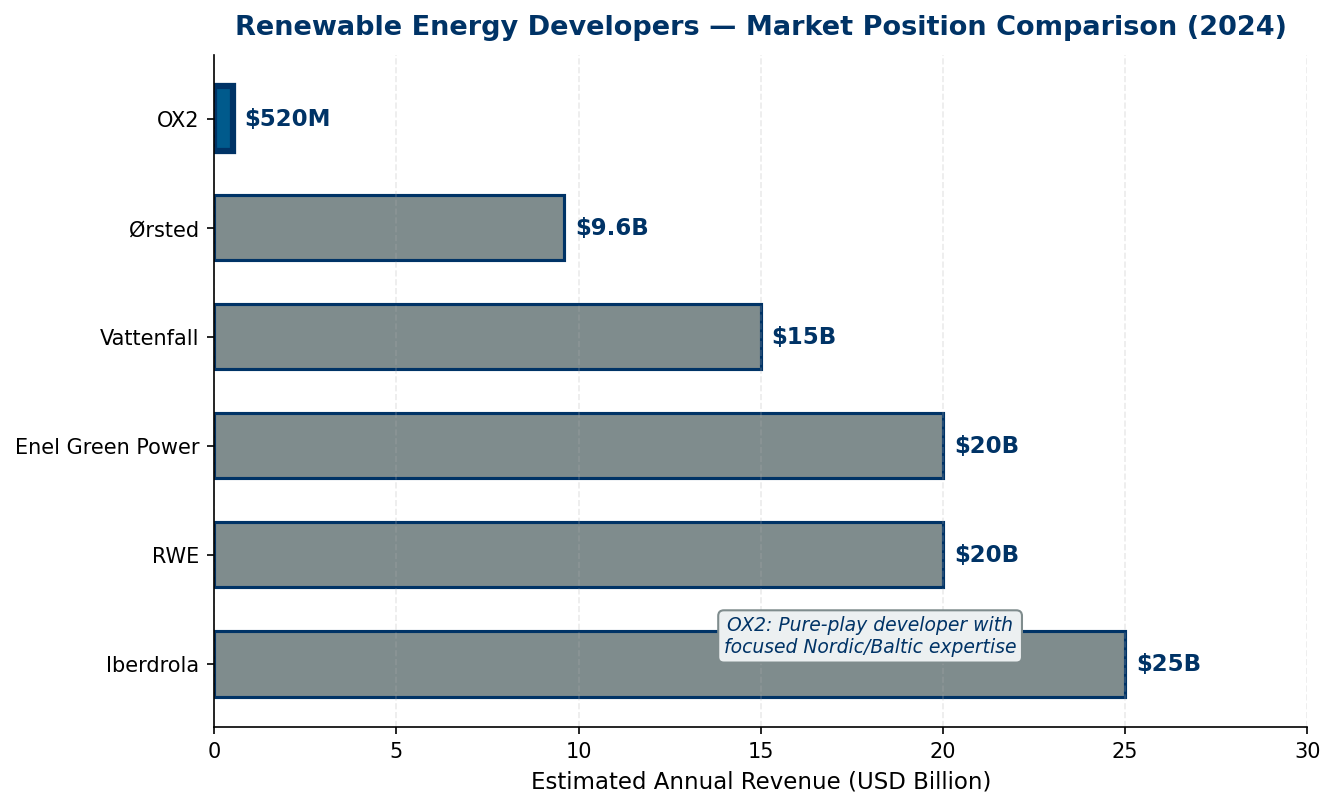 Renewable Energy Developers — Market Position Comparison (2024)
OX2
$520M
Ørsted
$9.6B
Vattenfall
$15B
Enel Green Power
$20B
RWE
$20B
OX2: Pure-play developer with
focused Nordic/Baltic expertise
Iberdrola
$25B
0 5 10 15 20 25 30
Estimated Annual Revenue (USD Billion)